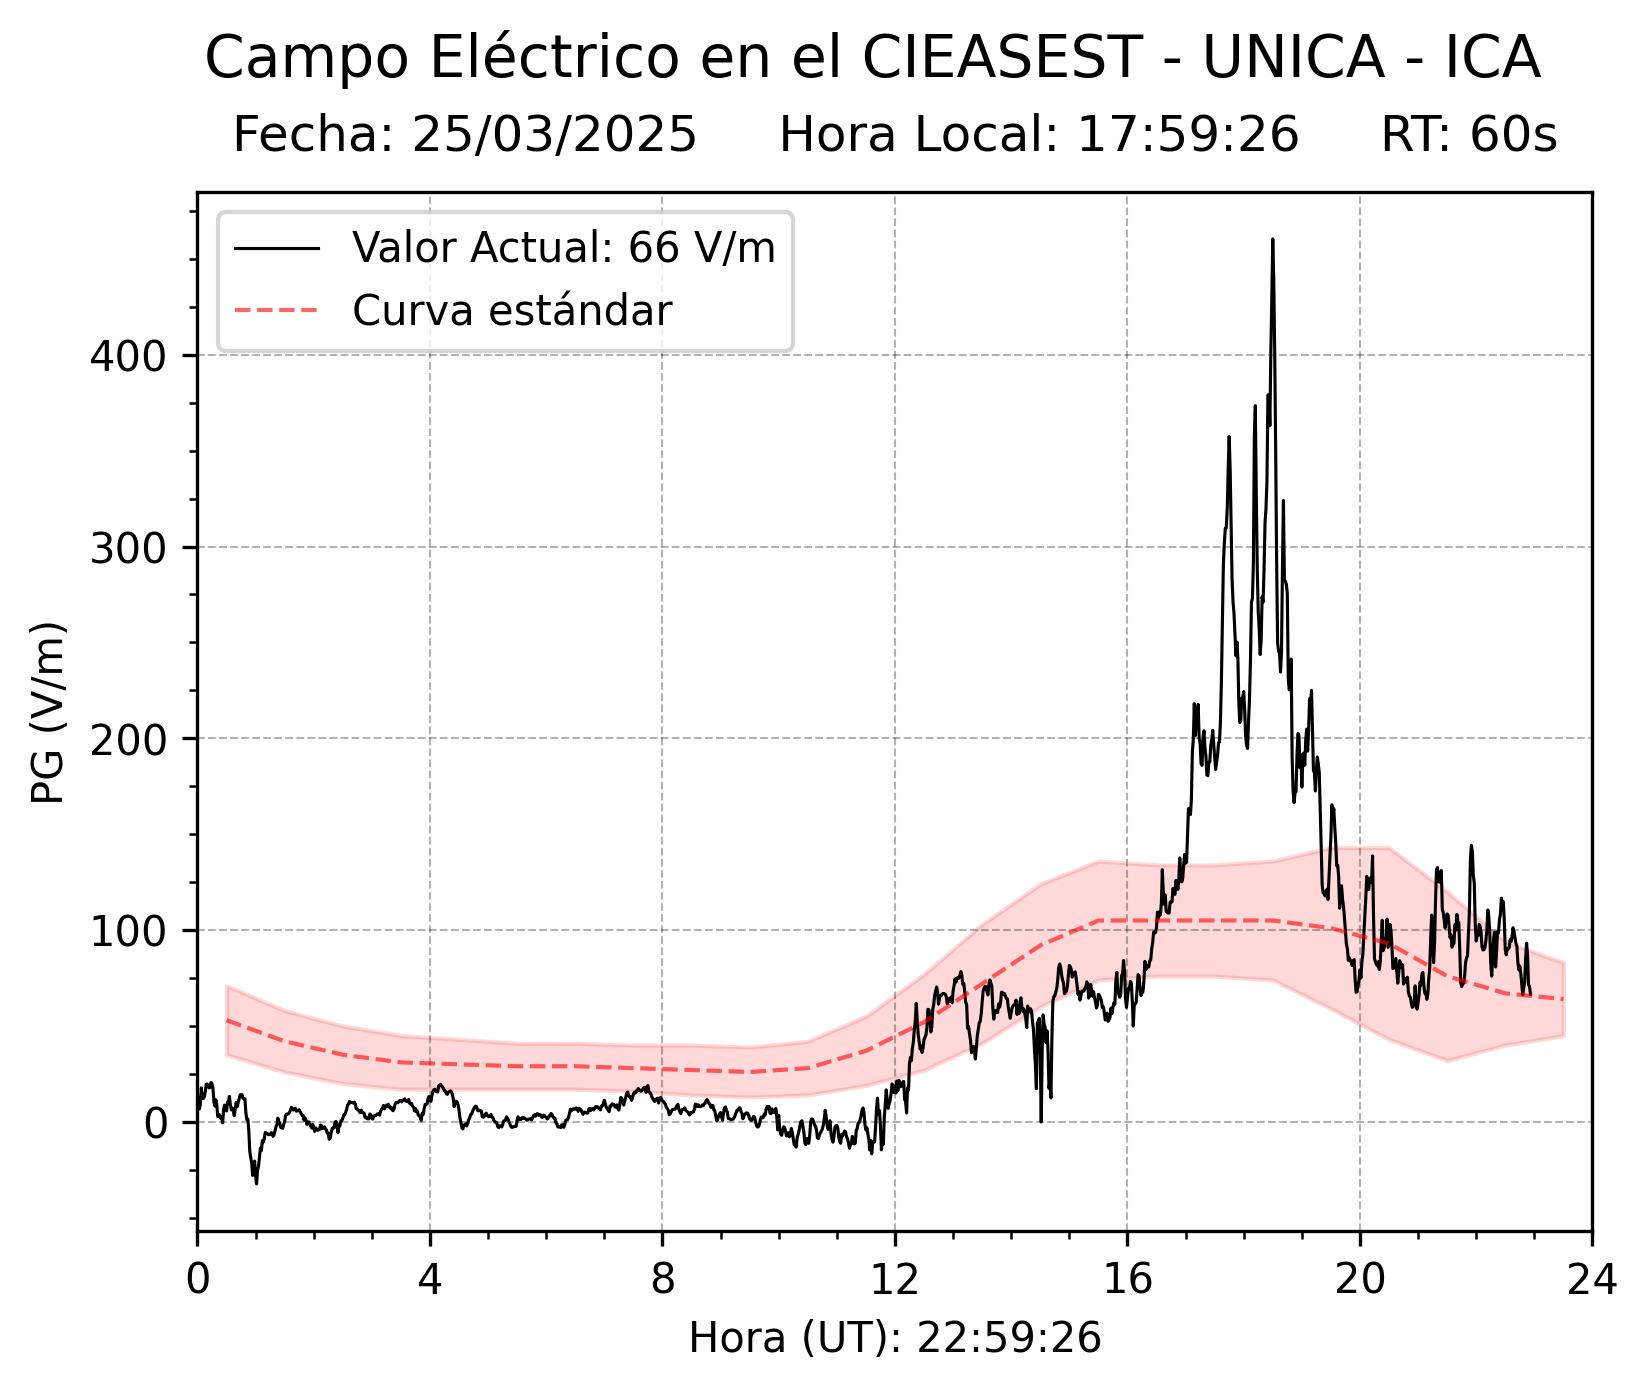 Campo Eléctrico en el CIEASEST - UNICA - ICA
Fecha: 25/03/2025 Hora Local: 17:59:26 RT: 60s
Valor Actual: 66 V/m
Curva estándar
400
300
200
100
0
PG (V/m)
0 4 8 12 16 20 24
Hora (UT): 22:59:26